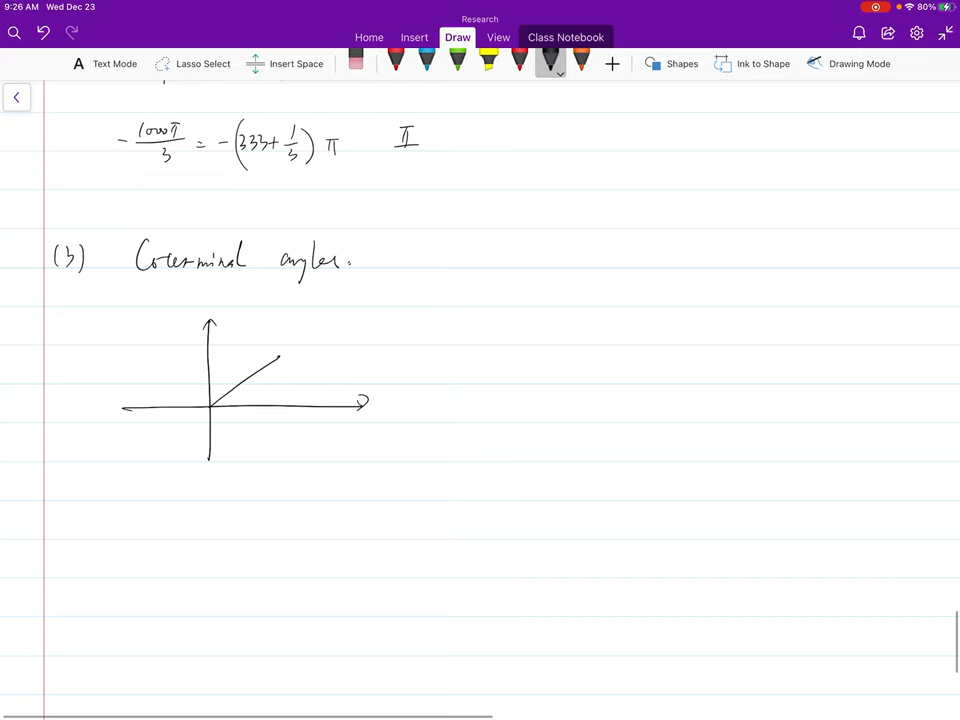 9:26 AM Wed Dec 23 80%
Research
Home Insert Draw View Class Notebook
A Text Mode Lasso Select Insert Space Shapes Ink to Shape Drawing Mode
- 1000π/3 = - (333 + 1/3) π II
(3) Coterminal angles.